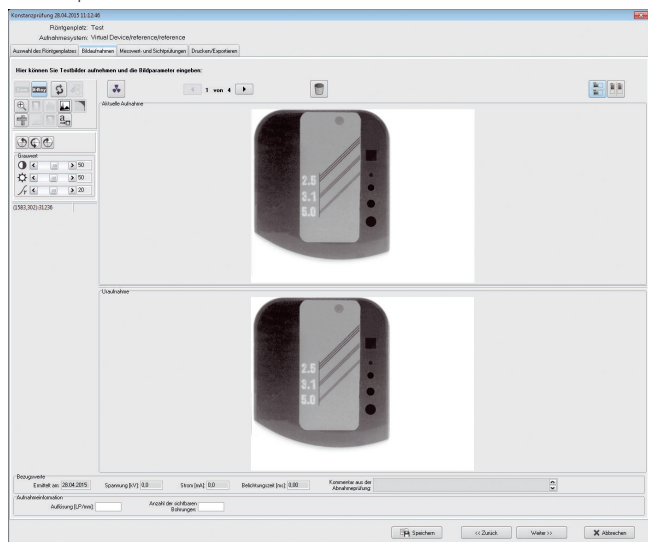 Konstanzprüfung 28.04.2015 11:12:46
Röntgenplatz: Test
Aufnahmesystem: Virtual Device/reference/reference
Auswahl des Röntgenplatzes Bildaufnahmen Messwert- und Sichtprüfungen Drucken/Exportieren
Hier können Sie Testbilder aufnehmen und die Bildparameter eingeben:
X-Ray
1 von 4
Aktuelle Aufnahme
a
Grauwert
50
50
20
(1583,302):31236
2.5
3.1
5.0
Uraufnahme
2.5
3.1
5.0
Bezugswerte
Ermittelt am: 28.04.2015 Spannung [kV]: 0,0 Strom [mA]: 0,0 Belichtungszeit [ms]: 0,00 Kommentar aus der Abnahmeprüfung:
Aufnahmeinformation
Auflösung [LP/mm]: Anzahl der sichtbaren Bohrungen:
Speichern << Zurück Weiter >> Abbrechen